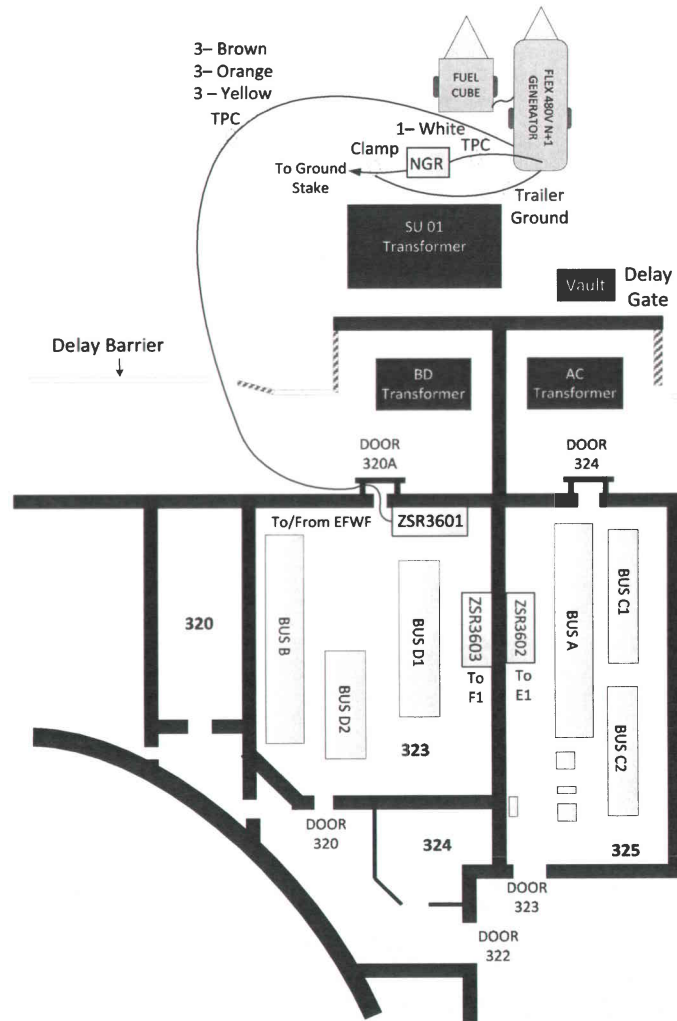 3– Brown
3– Orange
3 – Yellow
TPC
FUEL
CUBE
FLEX 480V N+1
GENERATOR
1– White
TPC
Clamp
NGR
To Ground
Stake
Trailer
Ground
SU 01
Transformer
Vault
Delay
Gate
Delay Barrier
BD
Transformer
AC
Transformer
DOOR
320A
DOOR
324
To/From EFWF
ZSR3601
BUS B
BUS D1
BUS D2
ZSR3603
To
F1
ZSR3602
To
E1
BUS A
BUS C1
BUS C2
320
323
DOOR
320
324
325
DOOR
323
DOOR
322